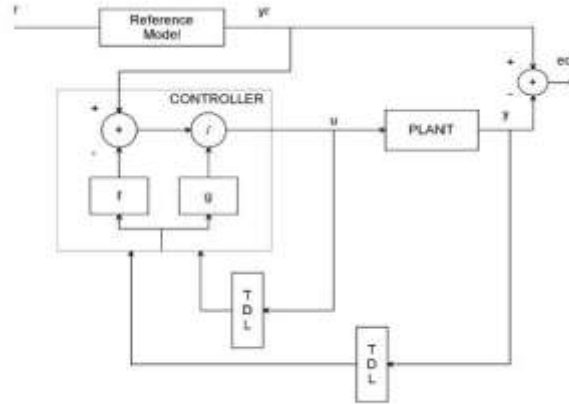 r
Reference
Model
yr
ec
+
-
+
CONTROLLER
+
-
+
/
u
PLANT
y
f
g
T
D
L
T
D
L